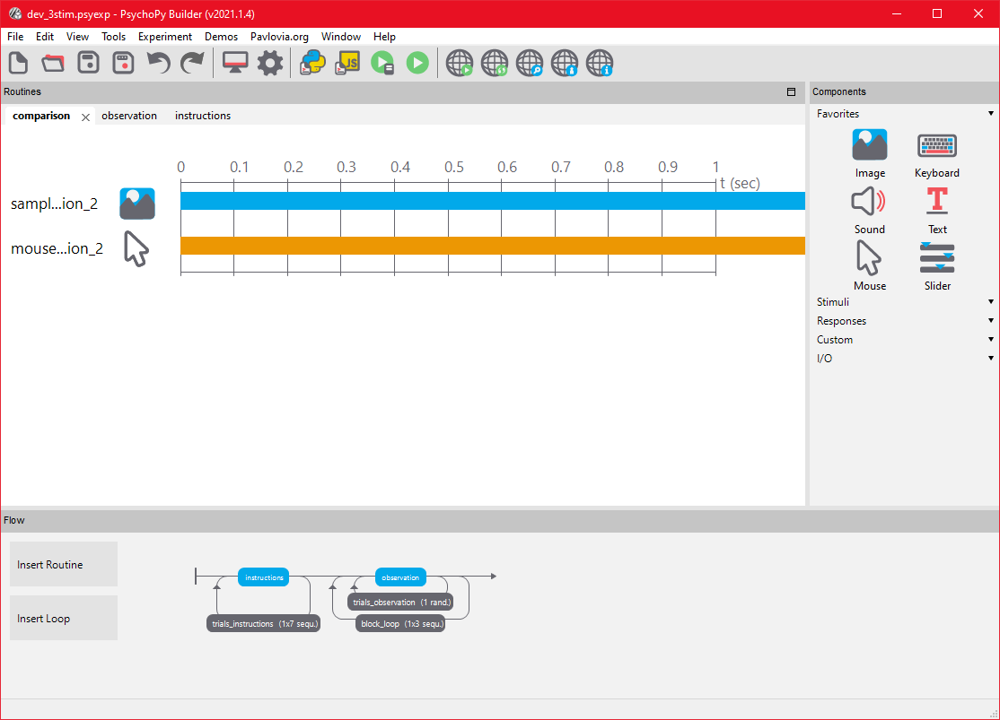 dev_3stim.psyexp - PsychoPy Builder (v2021.1.4)
File Edit View Tools Experiment Demos Pavlovia.org Window Help
JS
Routines
comparison observation instructions
0 0.1 0.2 0.3 0.4 0.5 0.6 0.7 0.8 0.9 1
t (sec)
sampl...ion_2
mouse...ion_2
Components
Favorites
Image Keyboard
Sound Text
Mouse Slider
Stimuli
Responses
Custom
I/O
Flow
Insert Routine
Insert Loop
instructions
trials_instructions (1x7 sequ.)
observation
trials_observation (1 rand.)
block_loop (1x3 sequ.)